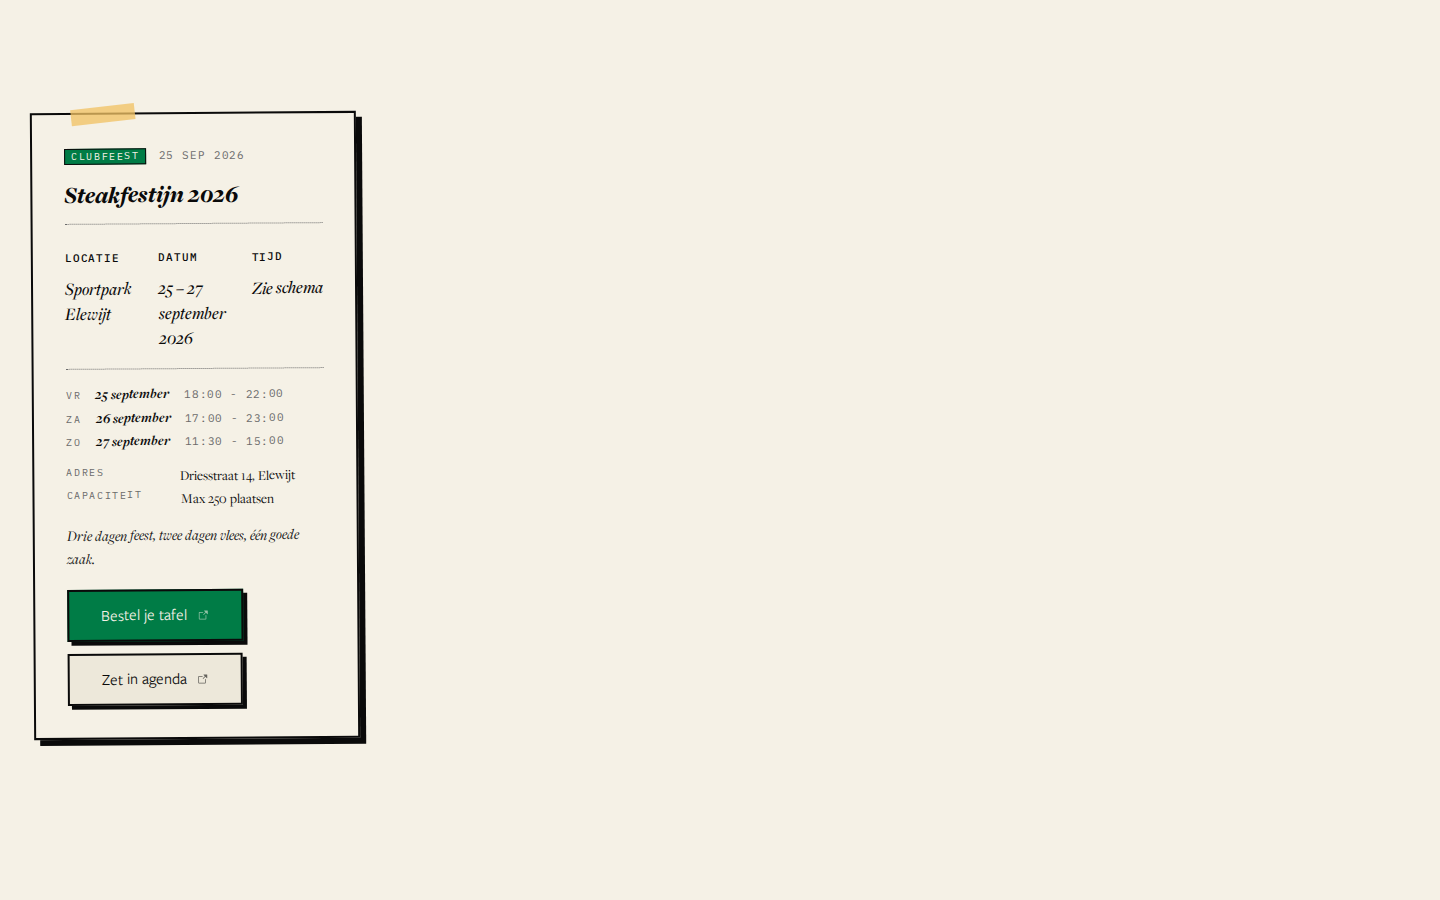 CLUBFEEST 25 SEP 2026
Steakfestijn 2026
LOCATIE DATUM TIJD
Sportpark 25 – 27 Zie schema
Elewijt september
2026
VR 25 september 18:00 - 22:00
ZA 26 september 17:00 - 23:00
ZO 27 september 11:30 - 15:00
ADRES Driesstraat 14, Elewijt
CAPACITEIT Max 250 plaatsen
Drie dagen feest, twee dagen vlees, één goede
zaak.
Bestel je tafel
Zet in agenda